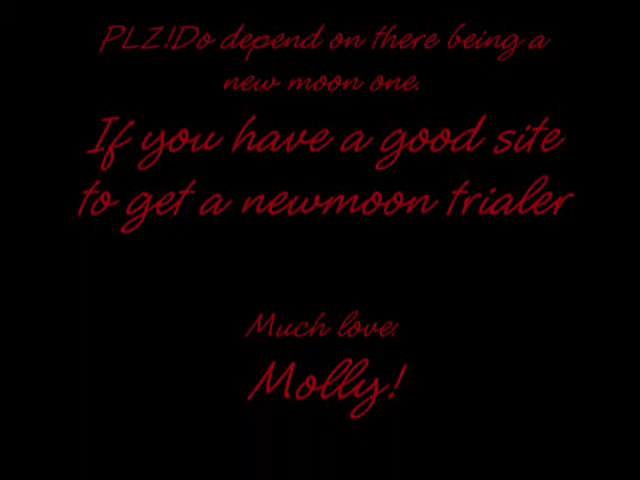 PLZ!Do depend on there being a
new moon one.
If you have a good site
to get a newmoon trialer
Much love:
Molly!